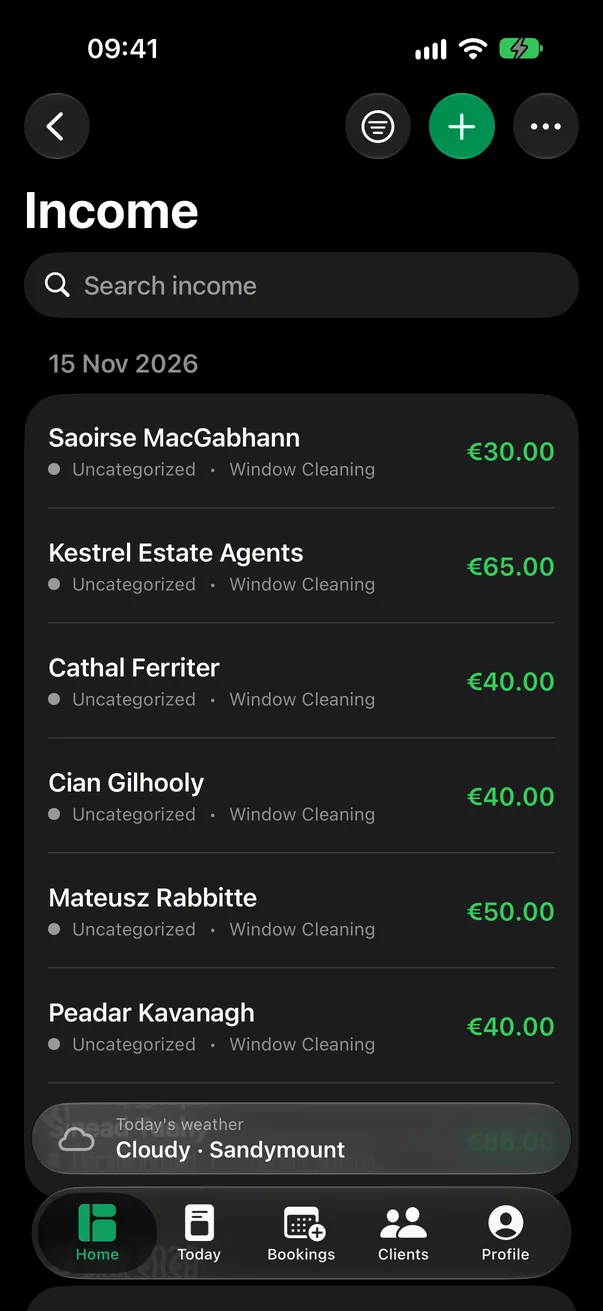 09:41
Income
Search income
15 Nov 2026
Saoirse MacGabhann
Uncategorized • Window Cleaning
€30.00
Kestrel Estate Agents
Uncategorized • Window Cleaning
€65.00
Cathal Ferriter
Uncategorized • Window Cleaning
€40.00
Cian Gilhooly
Uncategorized • Window Cleaning
€40.00
Mateusz Rabbitte
Uncategorized • Window Cleaning
€50.00
Peadar Kavanagh
Uncategorized • Window Cleaning
€40.00
€85.00
Today's weather
Cloudy · Sandymount
Home
Today
Bookings
Clients
Profile